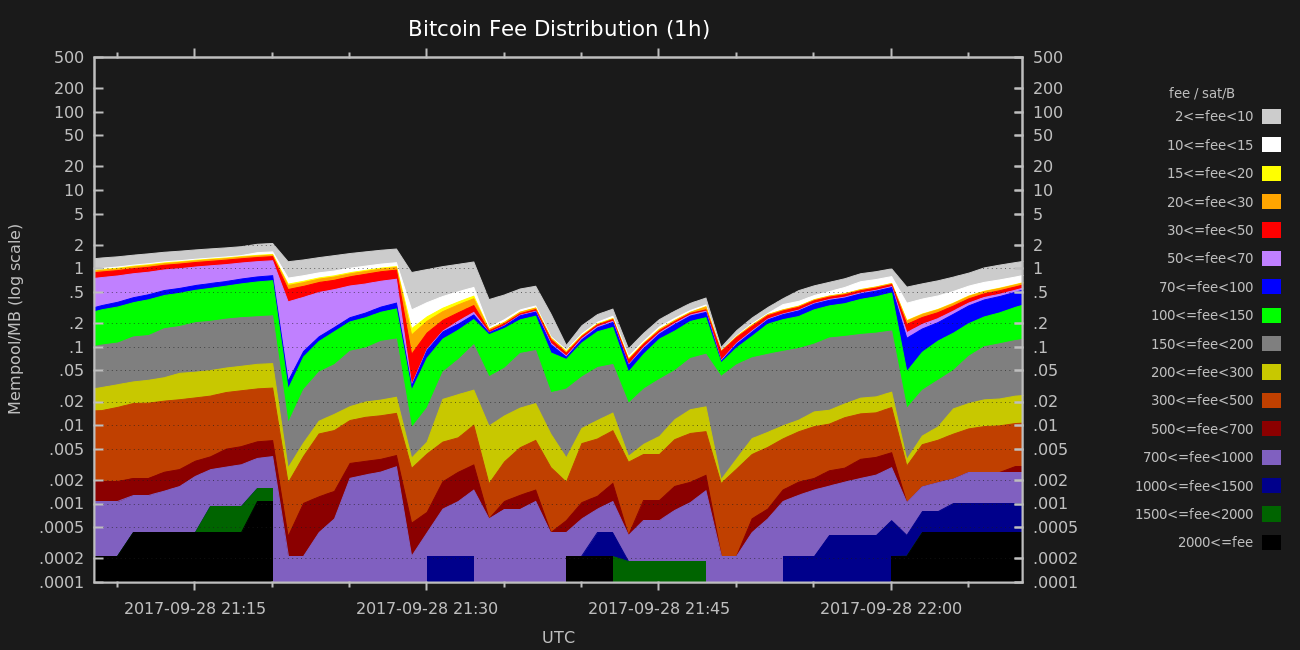 Bitcoin Fee Distribution (1h)
500 500
200 200
100 100
50 50
20 20
10 10
5 5
2 2
1 1
.5 .5
.2 .2
.1 .1
.05 .05
.02 .02
.01 .01
.005 .005
.002 .002
.001 .001
.0005 .0005
.0002 .0002
.0001 .0001
Mempool/MB (log scale)
2017-09-28 21:15 2017-09-28 21:30 2017-09-28 21:45 2017-09-28 22:00
UTC
fee / sat/B
2<=fee<10
10<=fee<15
15<=fee<20
20<=fee<30
30<=fee<50
50<=fee<70
70<=fee<100
100<=fee<150
150<=fee<200
200<=fee<300
300<=fee<500
500<=fee<700
700<=fee<1000
1000<=fee<1500
1500<=fee<2000
2000<=fee